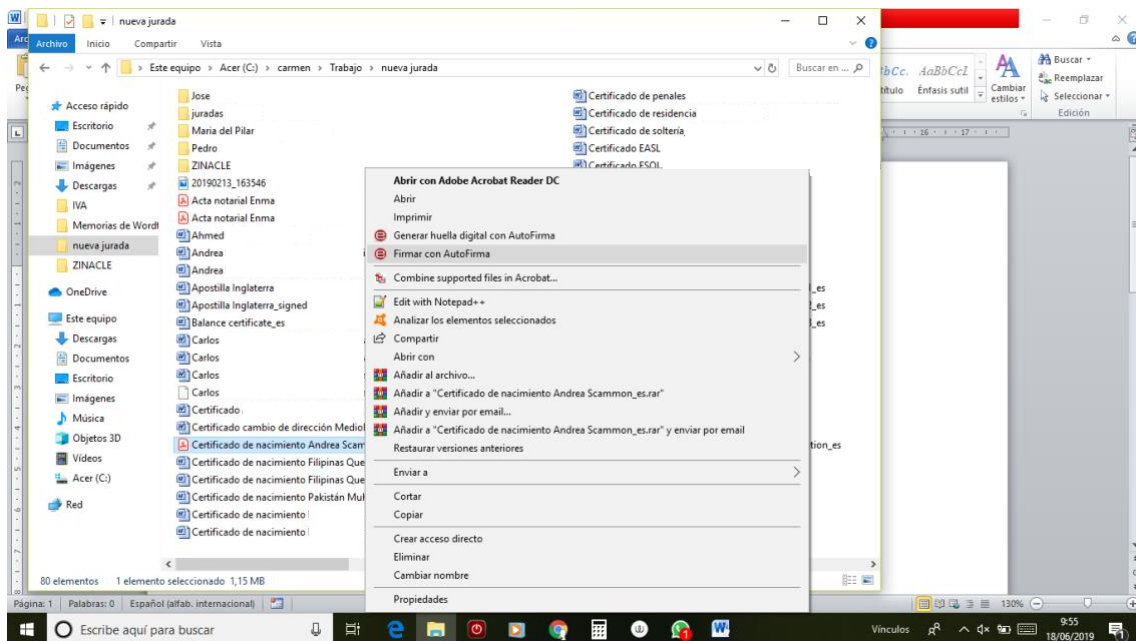 nueva jurada
Archivo Inicio Compartir Vista
Este equipo > Acer (C:) > carmen > Trabajo > nueva jurada
Buscar en ...
Acceso rápido
Escritorio
Documentos
Imágenes
Descargas
IVA
Memorias de Wordf
nueva jurada
ZINACLE
OneDrive
Este equipo
Descargas
Documentos
Escritorio
Imágenes
Música
Objetos 3D
Vídeos
Acer (C:)
Red
Jose
juradas
Maria del Pilar
Pedro
ZINACLE
20190213_163546
Acta notarial Enma
Acta notarial Enma
Ahmed
Andrea
Andrea
Apostilla Inglaterra
Apostilla Inglaterra_signed
Balance certificate_es
Carlos
Carlos
Carlos
Carlos
Certificado
Certificado cambio de dirección Mediol
Certificado de nacimiento Andrea Scam
Certificado de nacimiento Filipinas Que
Certificado de nacimiento Filipinas Que
Certificado de nacimiento Pakistán Mul
Certificado de nacimiento
Certificado de nacimiento
Certificado de penales
Certificado de residencia
Certificado de soltería
Certificado EASL
Certificado ESOL
_es
_es
_es
tion_es
Abrir con Adobe Acrobat Reader DC
Abrir
Imprimir
Generar huella digital con AutoFirma
Firmar con AutoFirma
Combine supported files in Acrobat...
Edit with Notepad++
Analizar los elementos seleccionados
Compartir
Abrir con
Añadir al archivo...
Añadir a "Certificado de nacimiento Andrea Scammon_es.rar"
Añadir y enviar por email...
Añadir a "Certificado de nacimiento Andrea Scammon_es.rar" y enviar por email
Restaurar versiones anteriores
Enviar a
Cortar
Copiar
Crear acceso directo
Eliminar
Cambiar nombre
Propiedades
80 elementos 1 elemento seleccionado 1,15 MB
AaBbCcI
Énfasis sutil
Cambiar estilos
Buscar
Reemplazar
Seleccionar
Edición
16 17
Página: 1 Palabras: 0 Español (alfab. internacional) 130%
Escribe aquí para buscar
Vínculos
9:55
18/06/2019